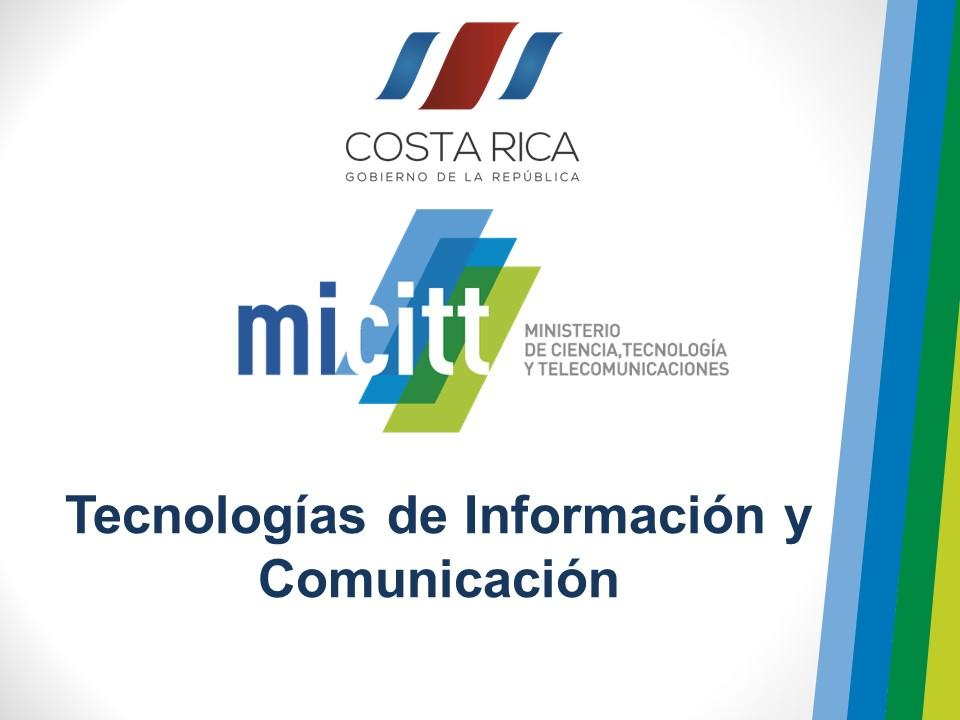 COSTA RICA
GOBIERNO DE LA REPÚBLICA
micitt
MINISTERIO
DE CIENCIA,TECNOLOGÍA
Y TELECOMUNICACIONES
Tecnologías de Información y
Comunicación